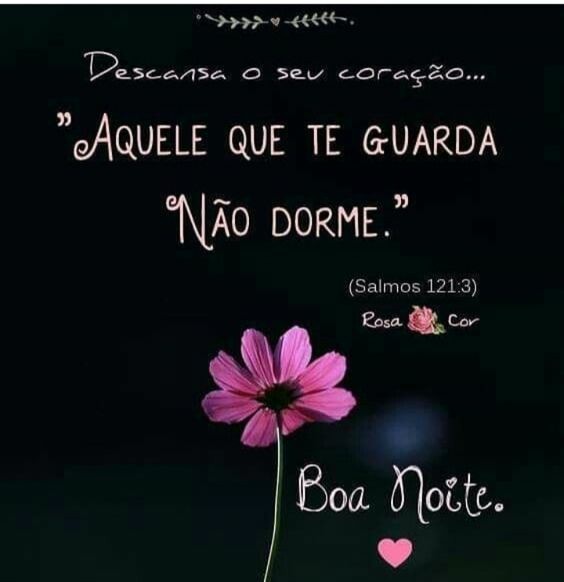 Descansa o seu coração...
"Aquele que te guarda
Não dorme."
(Salmos 121:3)
Rosa Cor
Boa Noite.